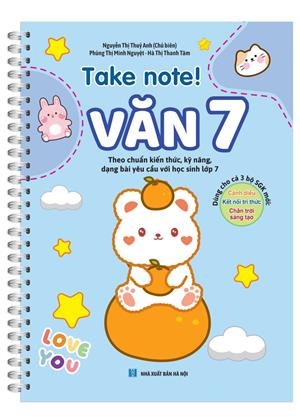 Nguyễn Thị Thuý Anh (Chủ biên)
Phùng Thị Minh Nguyệt - Hà Thị Thanh Tâm
Take note!
VĂN 7
Theo chuẩn kiến thức, kỹ năng,
dạng bài yêu cầu với học sinh lớp 7
Dùng cho cả 3 bộ SGK mới:
Cánh diều
Kết nối tri thức
Chân trời
sáng tạo
LOVE
YOU
NHÀ XUẤT BẢN HÀ NỘI